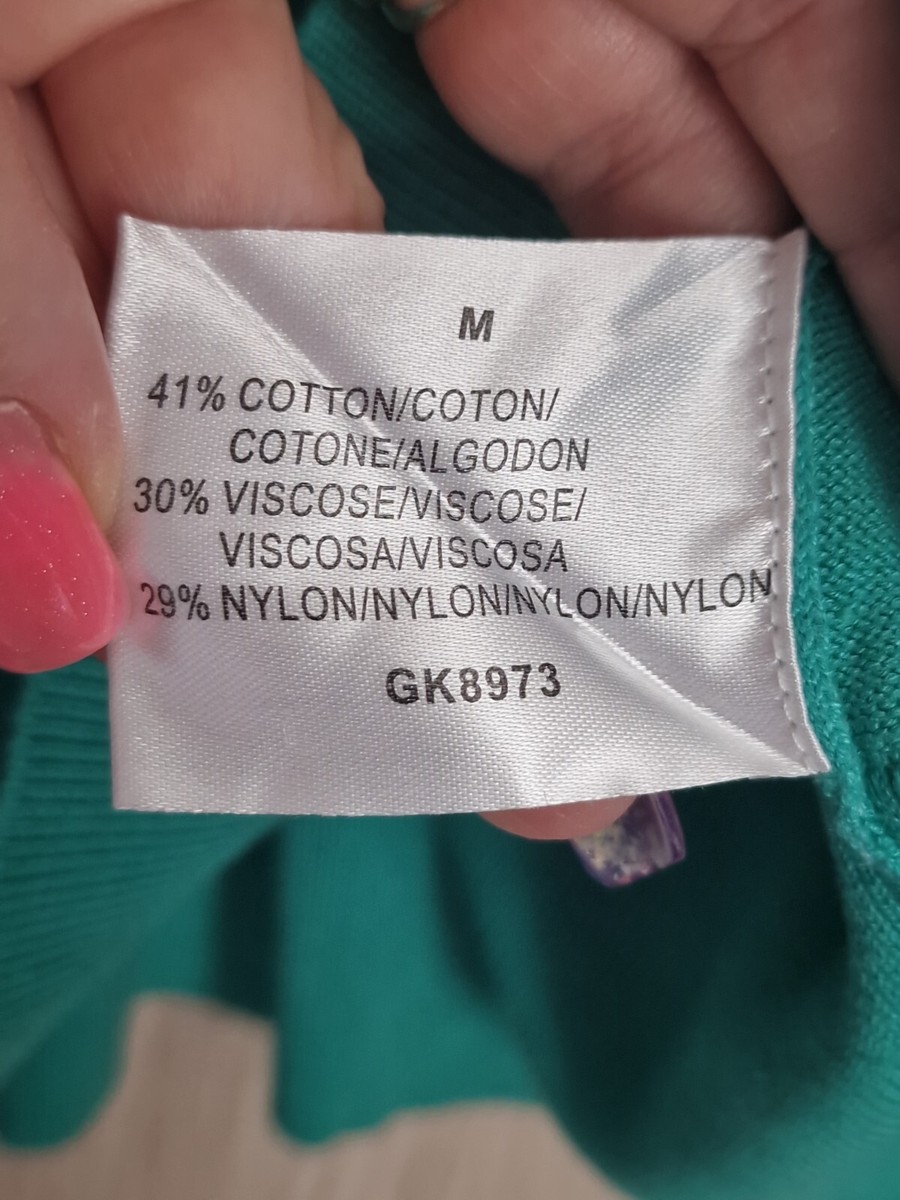 M
41% COTTON/COTON/
COTONE/ALGODON
30% VISCOSE/VISCOSE/
VISCOSA/VISCOSA
29% NYLON/NYLON/NYLON/NYLON
GK8973